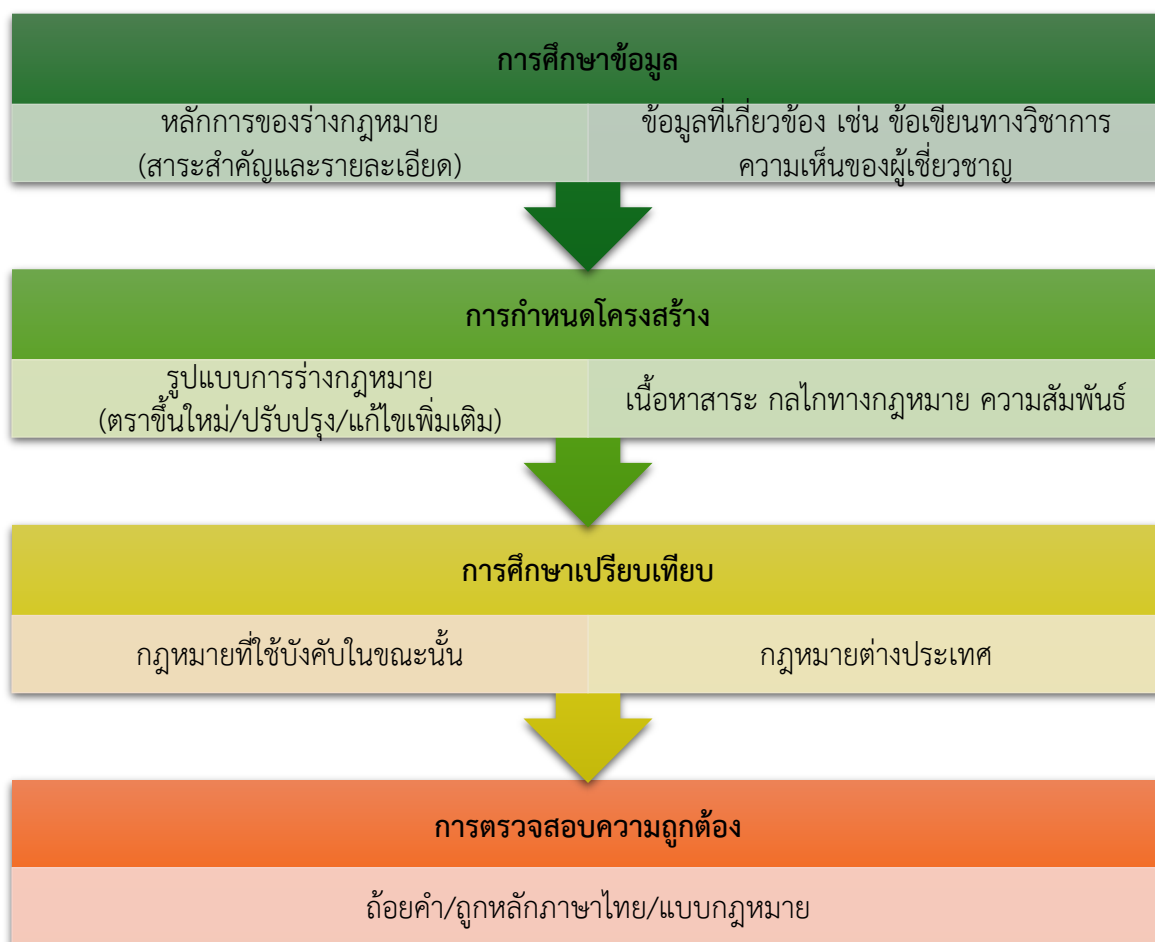 การศึกษาข้อมูล
หลักการของร่างกฎหมาย
(สาระสำคัญและรายละเอียด)
ข้อมูลที่เกี่ยวข้อง เช่น ข้อเขียนทางวิชาการ
ความเห็นของผู้เชี่ยวชาญ
การกำหนดโครงสร้าง
รูปแบบการร่างกฎหมาย
(ตราขึ้นใหม่/ปรับปรุง/แก้ไขเพิ่มเติม)
เนื้อหาสาระ กลไกทางกฎหมาย ความสัมพันธ์
การศึกษาเปรียบเทียบ
กฎหมายที่ใช้บังคับในขณะนั้น
กฎหมายต่างประเทศ
การตรวจสอบความถูกต้อง
ถ้อยคำ/ถูกหลักภาษาไทย/แบบกฎหมาย